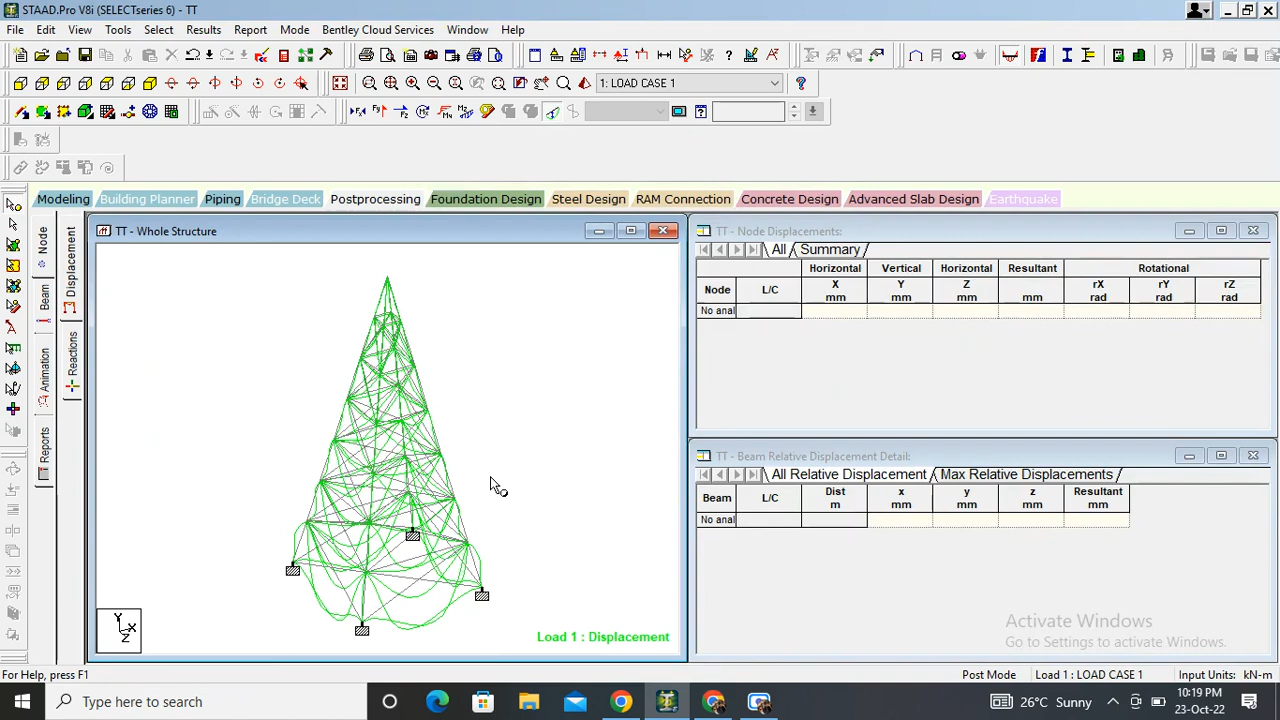 STAAD.Pro V8i (SELECTseries 6) - TT
File Edit View Tools Select Results Report Mode Bentley Cloud Services Window Help
1: LOAD CASE 1
Modeling Building Planner Piping Bridge Deck Postprocessing Foundation Design Steel Design RAM Connection Concrete Design Advanced Slab Design Earthquake
Node
Beam
Animation
Reports
Displacement
Reactions
TT - Whole Structure
Load 1 : Displacement
Y
X
Z
TT - Node Displacements:
All Summary
Horizontal Vertical Horizontal Resultant Rotational
Node L/C X mm Y mm Z mm mm rX rad rY rad rZ rad
No anal
TT - Beam Relative Displacement Detail:
All Relative Displacement Max Relative Displacements
Beam L/C Dist m x mm y mm z mm Resultant mm
No anal
Activate Windows
Go to Settings to activate Windows.
For Help, press F1
Post Mode Load 1 : LOAD CASE 1 Input Units: kN-m
Type here to search
26°C Sunny
10:19 PM
23-Oct-22